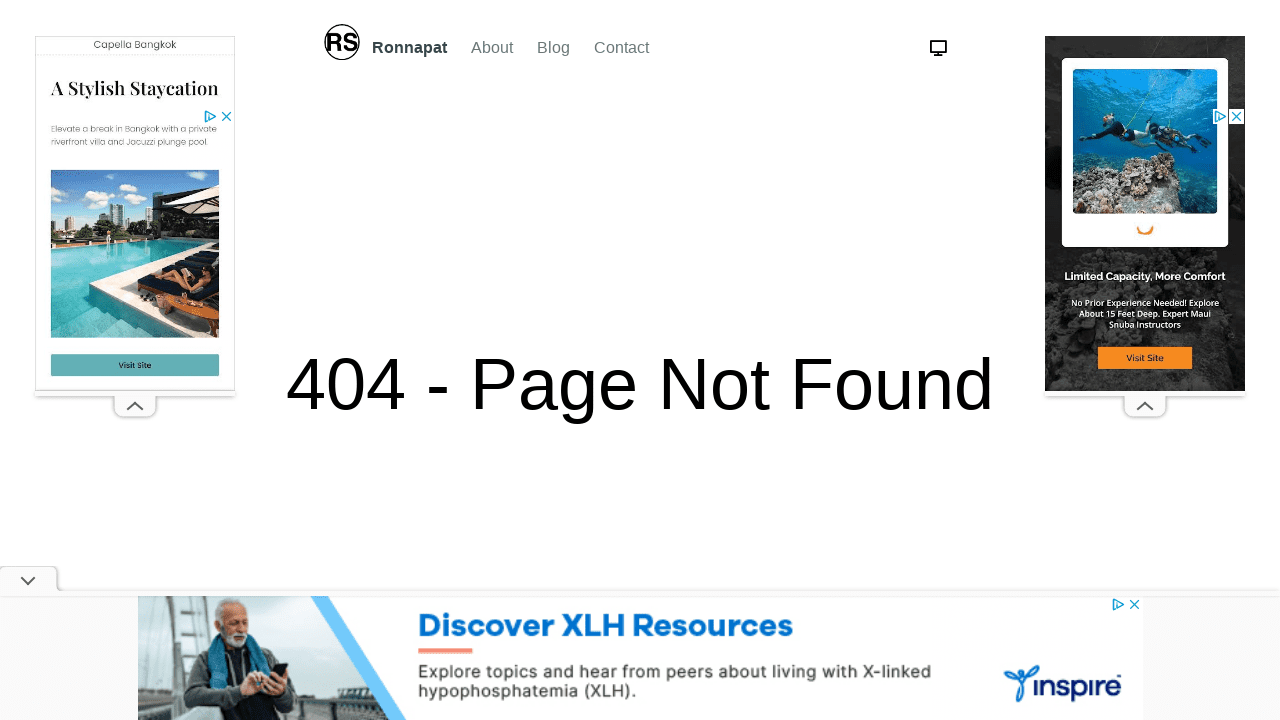 RS
Ronnapat
About
Blog
Contact
Capella Bangkok
A Stylish Staycation
Elevate a break in Bangkok with a private
riverfront villa and Jacuzzi plunge pool.
Visit Site
Limited Capacity, More Comfort
No Prior Experience Needed! Explore
About 15 Feet Deep. Expert Maui
Snuba Instructors
Visit Site
404 - Page Not Found
Discover XLH Resources
Explore topics and hear from peers about living with X-linked
hypophosphatemia (XLH).
inspire